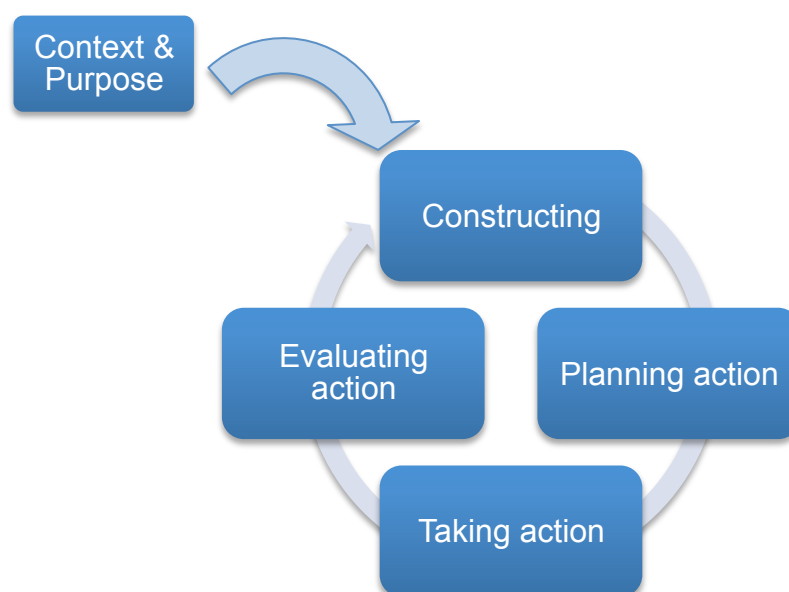 Context &
Purpose
Constructing
Evaluating
action
Planning action
Taking action